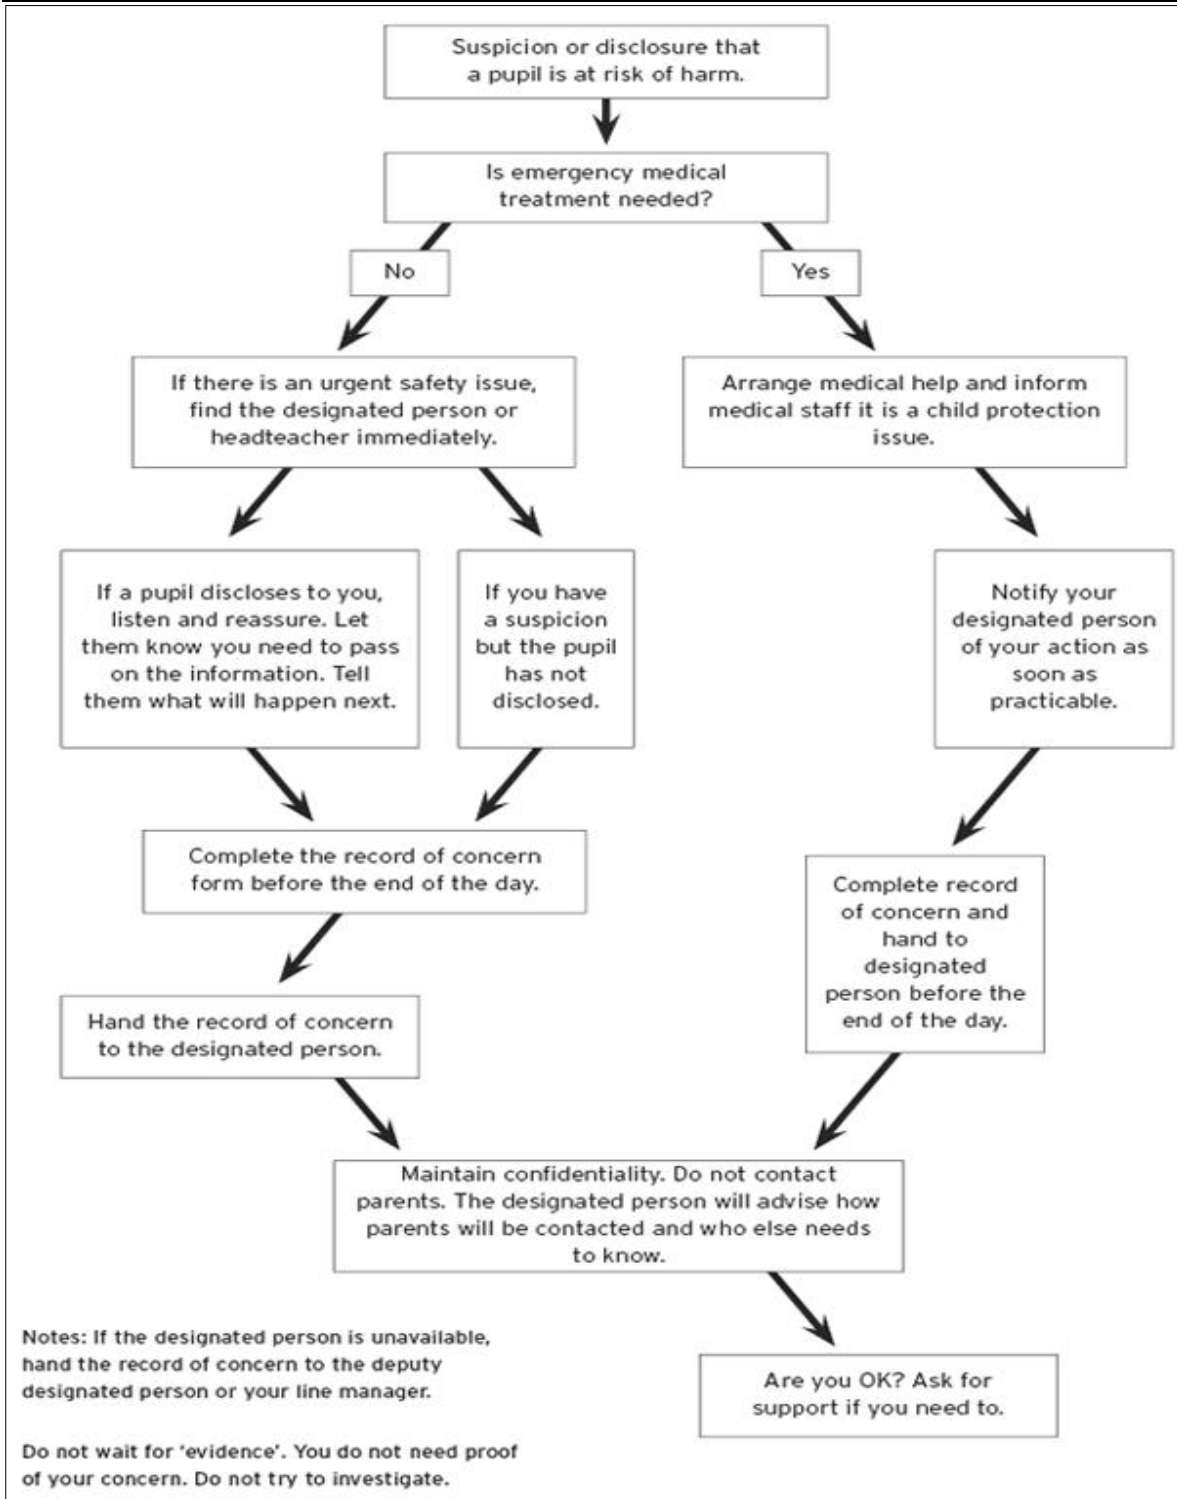 Suspicion or disclosure that
a pupil is at risk of harm.
Is emergency medical
treatment needed?
No
Yes
If there is an urgent safety issue,
find the designated person or
headteacher immediately.
Arrange medical help and inform
medical staff it is a child protection
issue.
If a pupil discloses to you,
listen and reassure. Let
them know you need to pass
on the information. Tell
them what will happen next.
If you have
a suspicion
but the pupil
has not
disclosed.
Notify your
designated person
of your action as
soon as
practicable.
Complete the record of concern
form before the end of the day.
Complete record
of concern and
hand to
designated
person before the
end of the day.
Hand the record of concern
to the designated person.
Maintain confidentiality. Do not contact
parents. The designated person will advise how
parents will be contacted and who else needs
to know.
Are you OK? Ask for
support if you need to.
Notes: If the designated person is unavailable,
hand the record of concern to the deputy
designated person or your line manager.
Do not wait for ‘evidence’. You do not need proof
of your concern. Do not try to investigate.